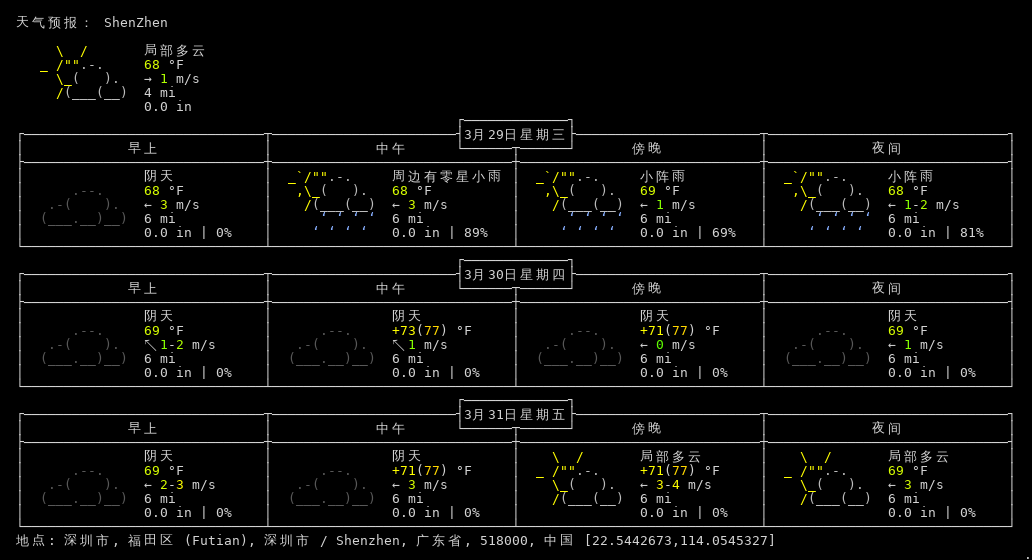 天气预报： ShenZhen
局部多云
68 °F
→ 1 m/s
4 mi
0.0 in
3月29日星期三
早上 中午 傍晚 夜间
阴天 周边有零星小雨 小阵雨 小阵雨
68 °F 68 °F 69 °F 68 °F
← 3 m/s ← 3 m/s ← 1 m/s ← 1-2 m/s
6 mi 6 mi 6 mi 6 mi
0.0 in | 0% 0.0 in | 89% 0.0 in | 69% 0.0 in | 81%
3月30日星期四
早上 中午 傍晚 夜间
阴天 阴天 阴天 阴天
69 °F +73(77) °F +71(77) °F 69 °F
↖ 1-2 m/s ↖ 1 m/s ← 0 m/s ← 1 m/s
6 mi 6 mi 6 mi 6 mi
0.0 in | 0% 0.0 in | 0% 0.0 in | 0% 0.0 in | 0%
3月31日星期五
早上 中午 傍晚 夜间
阴天 阴天 局部多云 局部多云
69 °F +71(77) °F +71(77) °F 69 °F
← 2-3 m/s ← 3 m/s ← 3-4 m/s ← 3 m/s
6 mi 6 mi 6 mi 6 mi
0.0 in | 0% 0.0 in | 0% 0.0 in | 0% 0.0 in | 0%
地点: 深圳市, 福田区 (Futian), 深圳市 / Shenzhen, 广东省, 518000, 中国 [22.5442673,114.0545327]